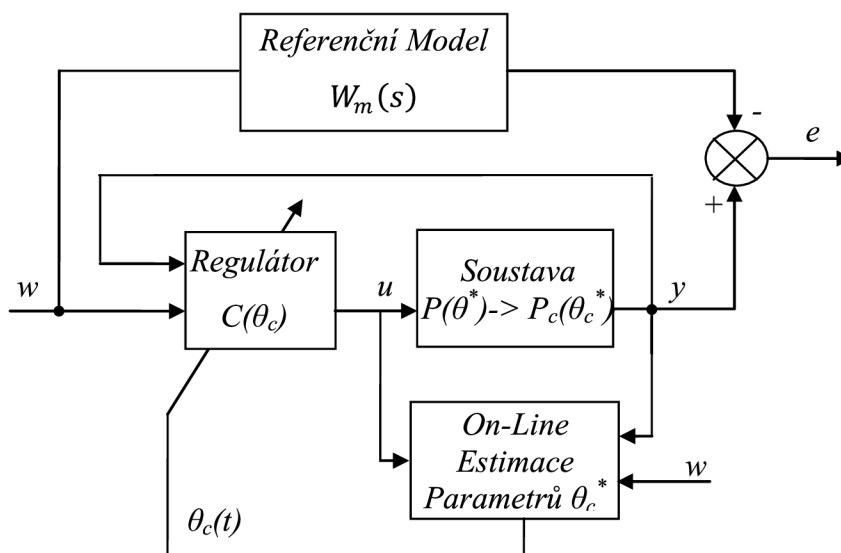 Referenční Model
W_m(s)
-
e
+
Regulátor
C(θ_c)
w
u
Soustava
P(θ^*)-> P_c(θ_c^*)
y
On-Line
Estimace
Parametrů θ_c^*
w
θ_c(t)